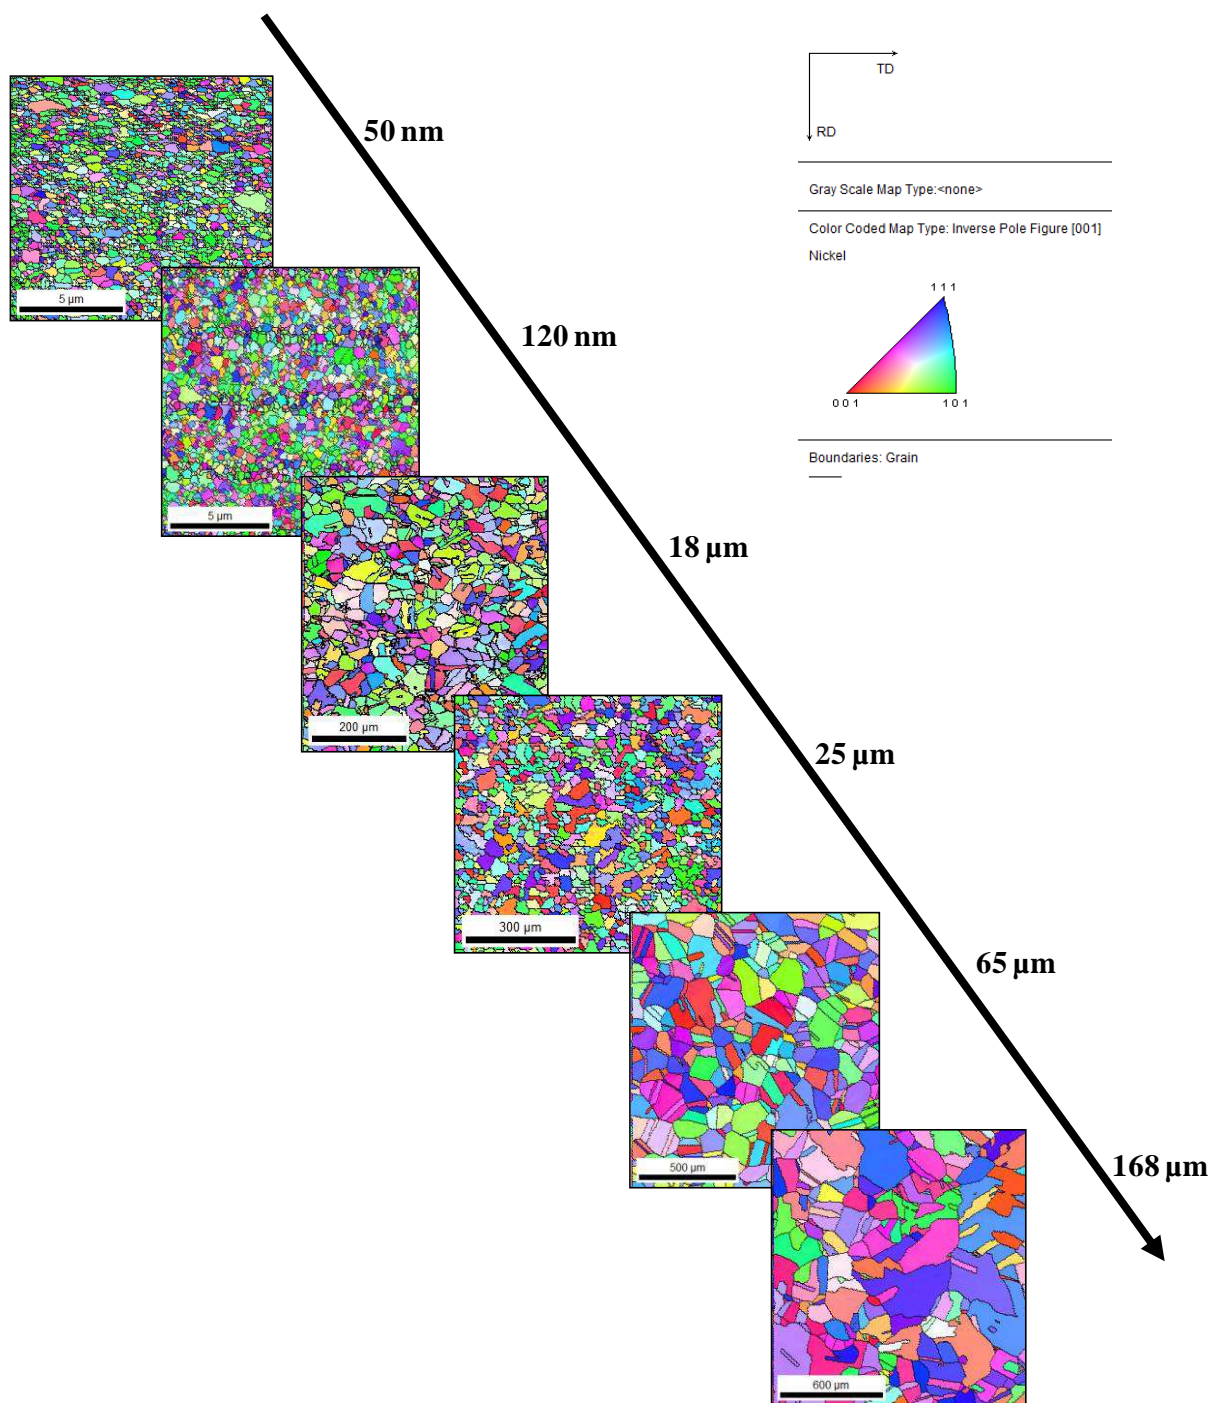 TD
RD
50 nm
Gray Scale Map Type:<none>
Color Coded Map Type: Inverse Pole Figure [001]
Nickel
1 1 1
0 0 1
1 0 1
Boundaries: Grain
5 µm
120 nm
5 µm
18 µm
200 µm
25 µm
300 µm
65 µm
500 µm
168 µm
600 µm